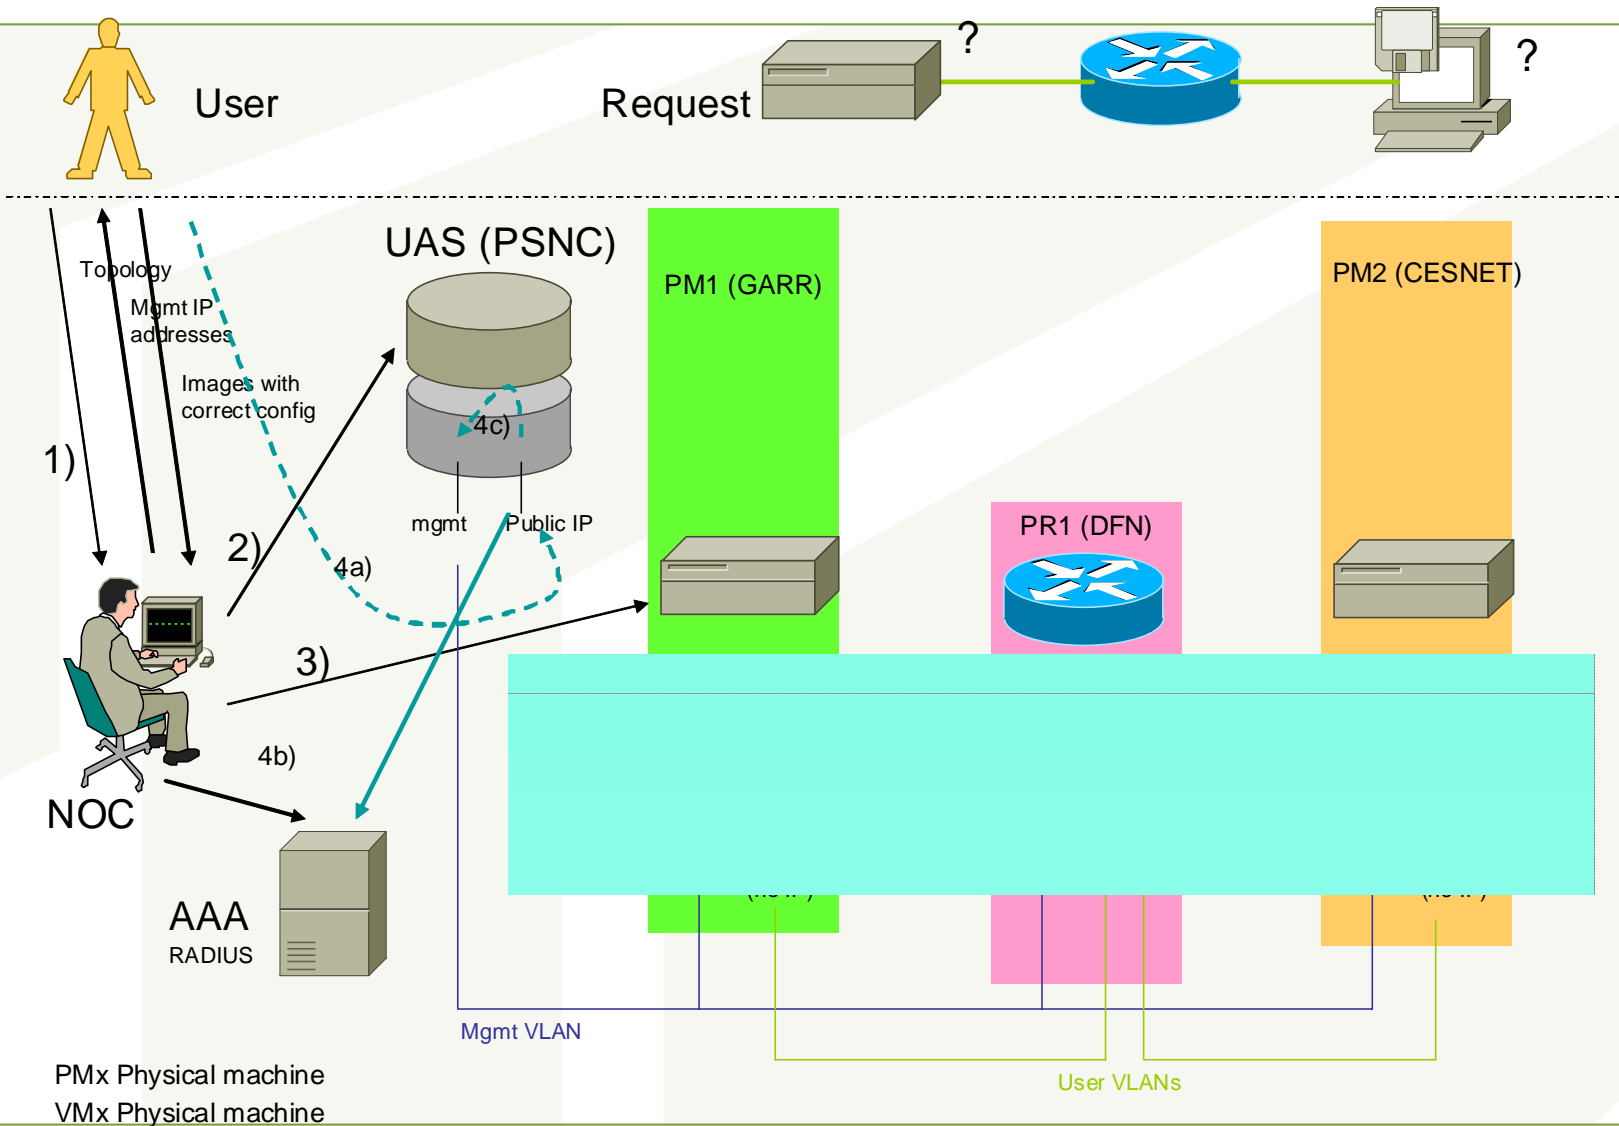 User
Request
?
?
UAS (PSNC)
PM1 (GARR)
PM2 (CESNET)
Topology
Mgmt IP
addresses
Images with
correct config
1)
4c)
mgmt
Public IP
PR1 (DFN)
2)
4a)
3)
4b)
NOC
AAA
RADIUS
Mgmt VLAN
User VLANs
PMx Physical machine
VMx Physical machine